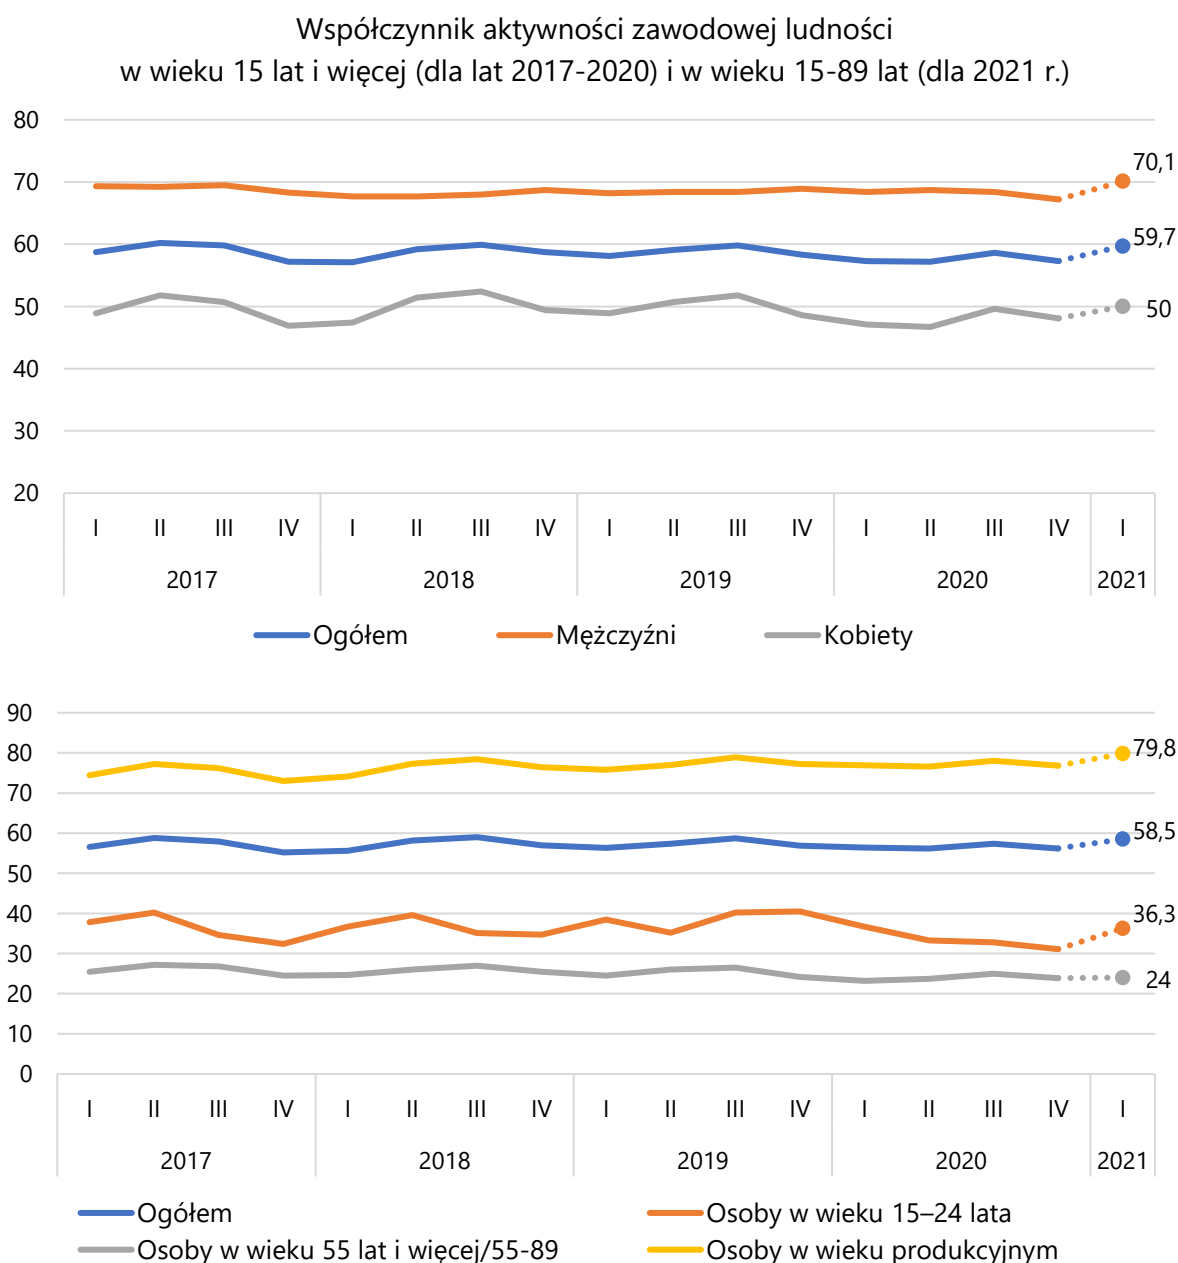 Współczynnik aktywności zawodowej ludności
w wieku 15 lat i więcej (dla lat 2017-2020) i w wieku 15-89 lat (dla 2021 r.)
80
70
60
50
40
30
20
70,1
59,7
50
I II III IV I II III IV I II III IV I II III IV I
2017 2018 2019 2020 2021
Ogółem Mężczyźni Kobiety
90
80
70
60
50
40
30
20
10
0
79,8
58,5
36,3
24
I II III IV I II III IV I II III IV I II III IV I
2017 2018 2019 2020 2021
Ogółem Osoby w wieku 15–24 lata
Osoby w wieku 55 lat i więcej/55-89 Osoby w wieku produkcyjnym